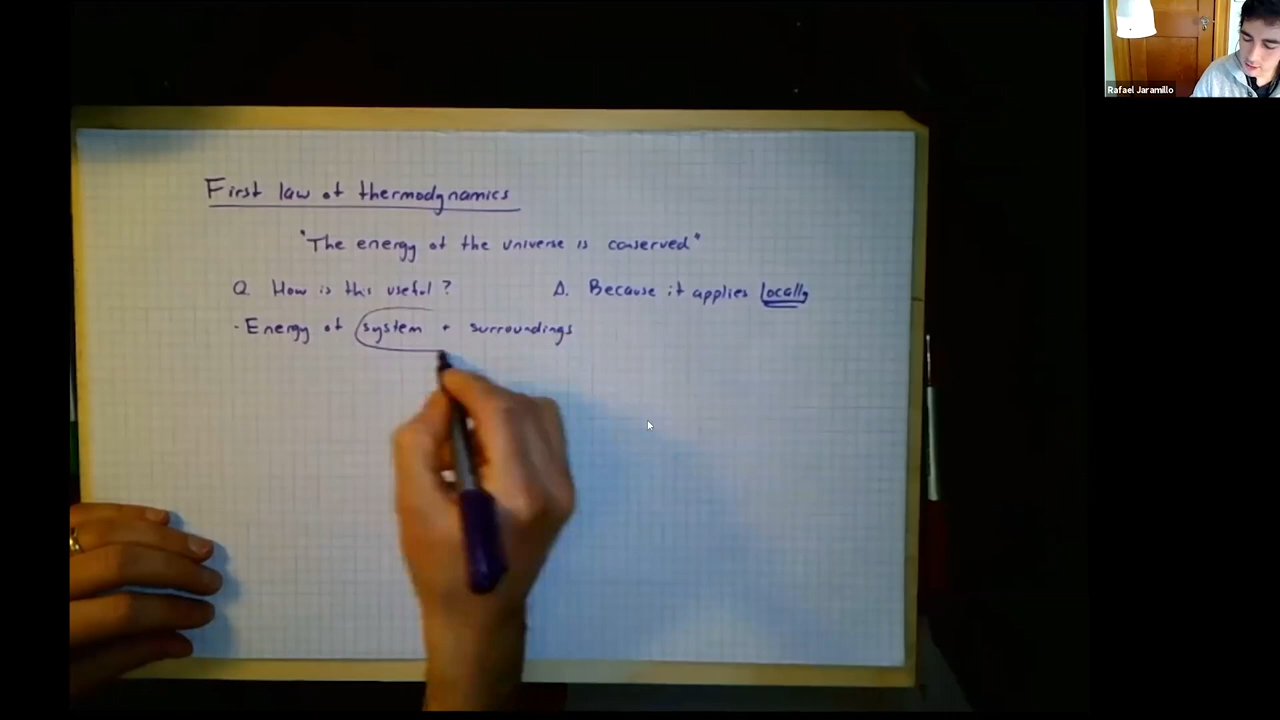 Rafael Jaramillo
First law of thermodynamics
"The energy of the universe is conserved"
Q. How is this useful? A. Because it applies locally
· Energy of system + surroundings